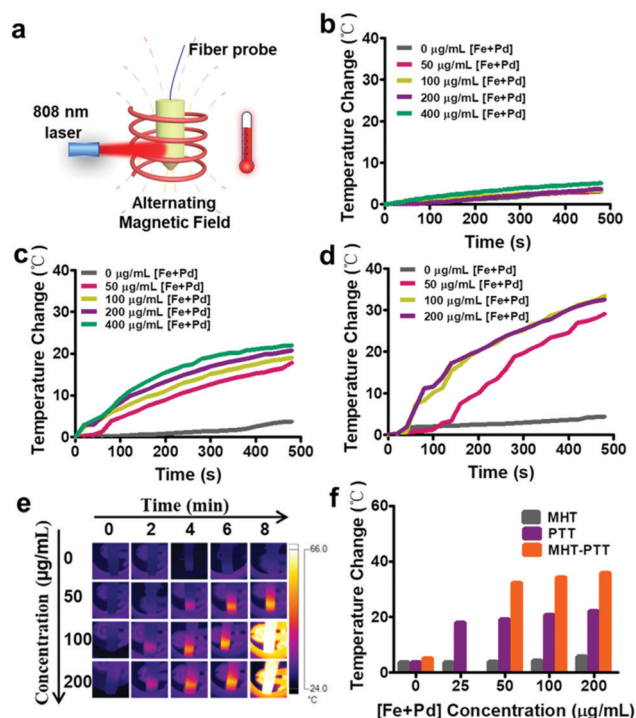 a
Fiber probe
808 nm
laser
Alternating
Magnetic Field
b
Temperature Change (℃)
40
30
20
10
0
0 μg/mL [Fe+Pd]
50 μg/mL [Fe+Pd]
100 μg/mL [Fe+Pd]
200 μg/mL [Fe+Pd]
400 μg/mL [Fe+Pd]
0 100 200 300 400 500
Time (s)
c
Temperature Change (℃)
40
30
20
10
0
0 μg/mL [Fe+Pd]
50 μg/mL [Fe+Pd]
100 μg/mL [Fe+Pd]
200 μg/mL [Fe+Pd]
400 μg/mL [Fe+Pd]
0 100 200 300 400 500
Time (s)
d
Temperature Change (℃)
40
30
20
10
0
0 μg/mL [Fe+Pd]
50 μg/mL [Fe+Pd]
100 μg/mL [Fe+Pd]
200 μg/mL [Fe+Pd]
0 100 200 300 400 500
Time (s)
e
Time (min)
0 2 4 6 8
Concentration (μg/mL)
0
50
100
200
66.0
24.0
°C
f
Temperature Change (℃)
60
40
20
0
MHT
PTT
MHT-PTT
0 25 50 100 200
[Fe+Pd] Concentration (μg/mL)